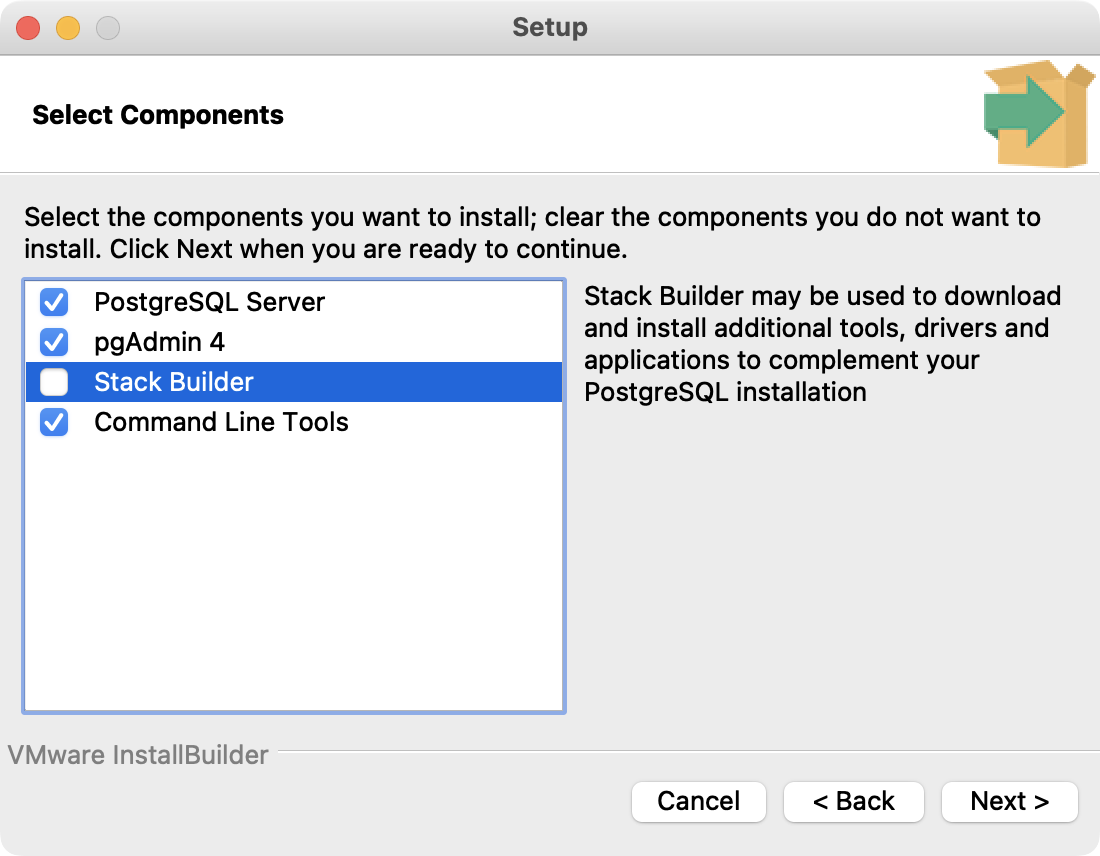 Setup
Select Components
Select the components you want to install; clear the components you do not want to
install. Click Next when you are ready to continue.
PostgreSQL Server
pgAdmin 4
Stack Builder
Command Line Tools
Stack Builder may be used to download
and install additional tools, drivers and
applications to complement your
PostgreSQL installation
VMware InstallBuilder
Cancel
< Back
Next >